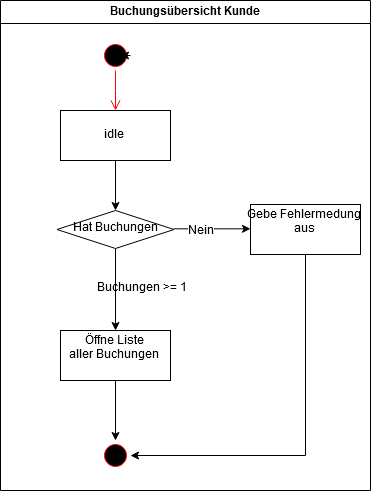 Buchungsübersicht Kunde
idle
Hat Buchungen
Nein
Gebe Fehlermedung
aus
Buchungen >= 1
Öffne Liste
aller Buchungen